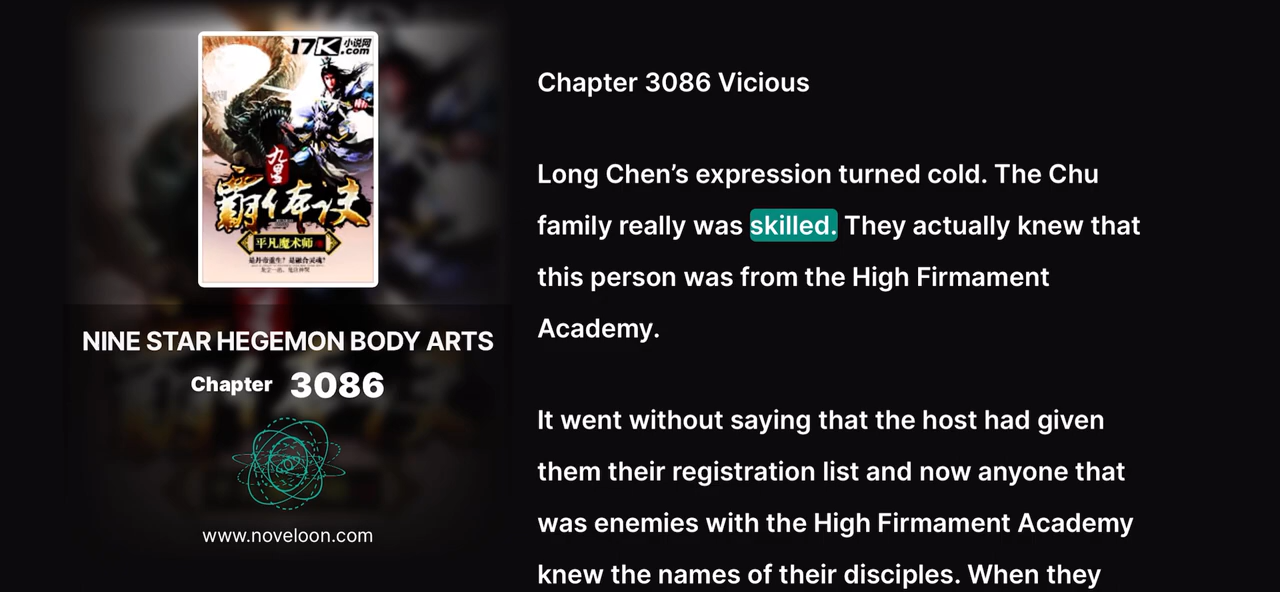 17K小说网
.com
九星
霸体诀
平凡魔术师
NINE STAR HEGEMON BODY ARTS
Chapter 3086
www.noveloon.com
Chapter 3086 Vicious
Long Chen’s expression turned cold. The Chu
family really was skilled. They actually knew that
this person was from the High Firmament
Academy.
It went without saying that the host had given
them their registration list and now anyone that
was enemies with the High Firmament Academy
knew the names of their disciples. When they